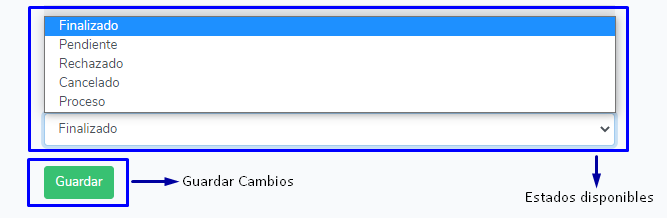 Finalizado
Pendiente
Rechazado
Cancelado
Proceso
Finalizado
Guardar
Guardar Cambios
Estados disponibles